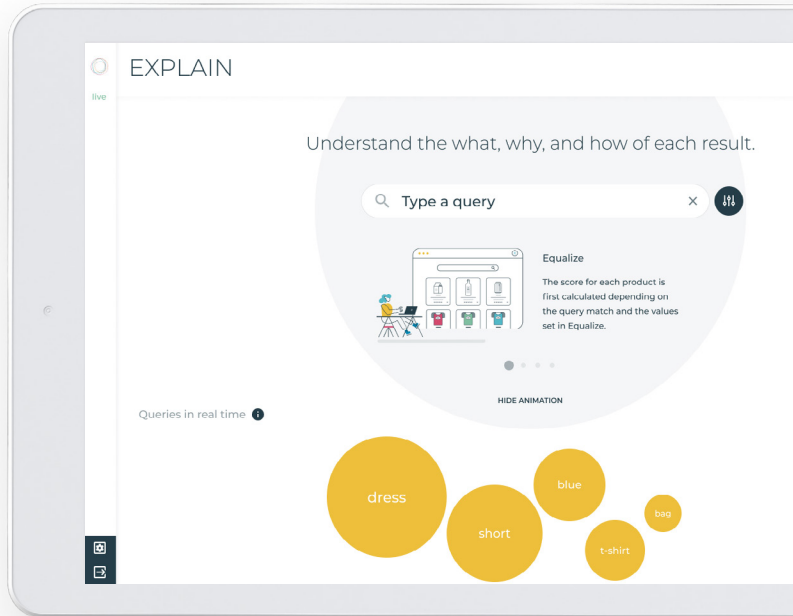 EXPLAIN
live
Understand the what, why, and how of each result.
Type a query
Equalize
The score for each product is
first calculated depending on
the query match and the values
set in Equalize.
HIDE ANIMATION
Queries in real time
dress
short
blue
bag
t-shirt